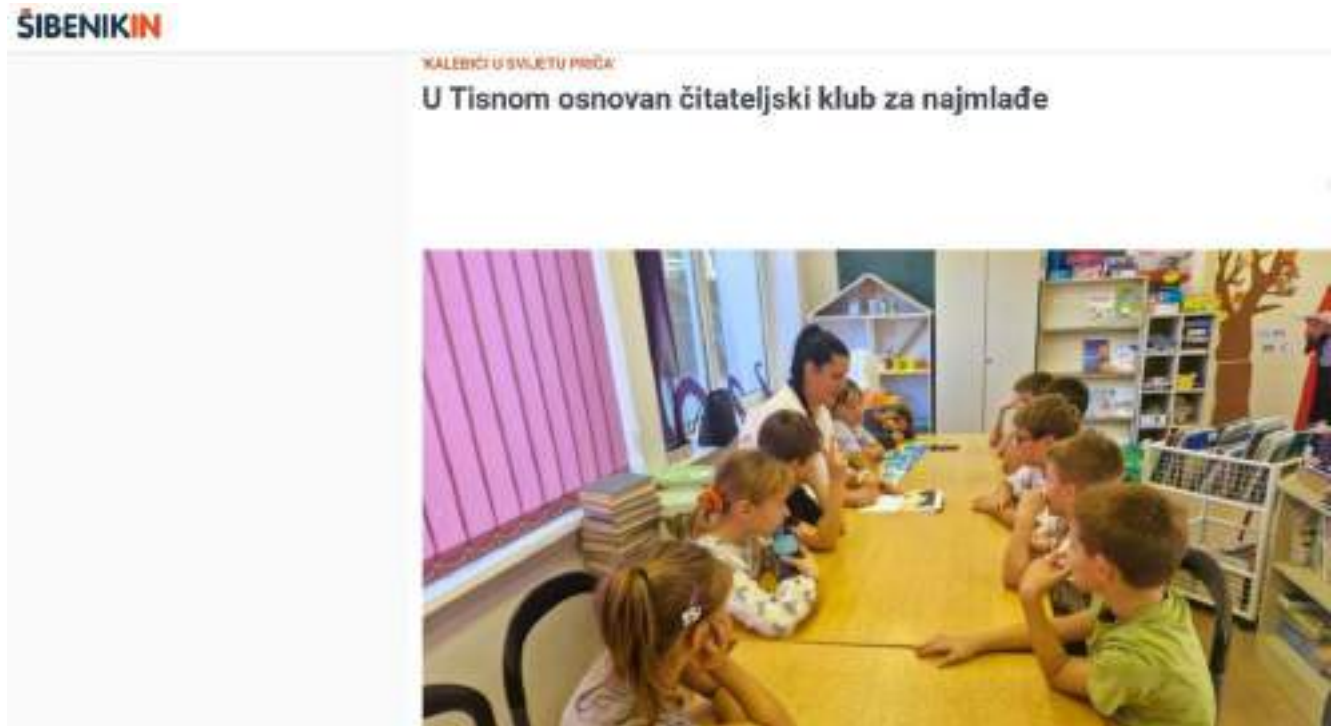 ŠIBENIKIN
'KALEBIĆI U SVIJETU PRIČA'
U Tisnom osnovan čitateljski klub za najmlađe